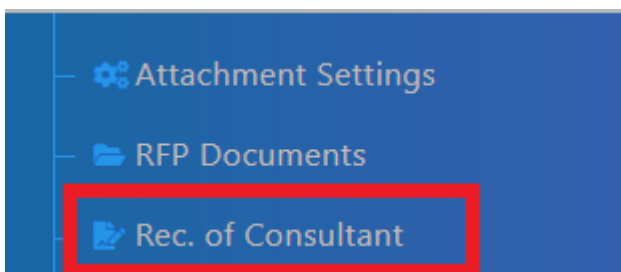 Attachment Settings
RFP Documents
Rec. of Consultant